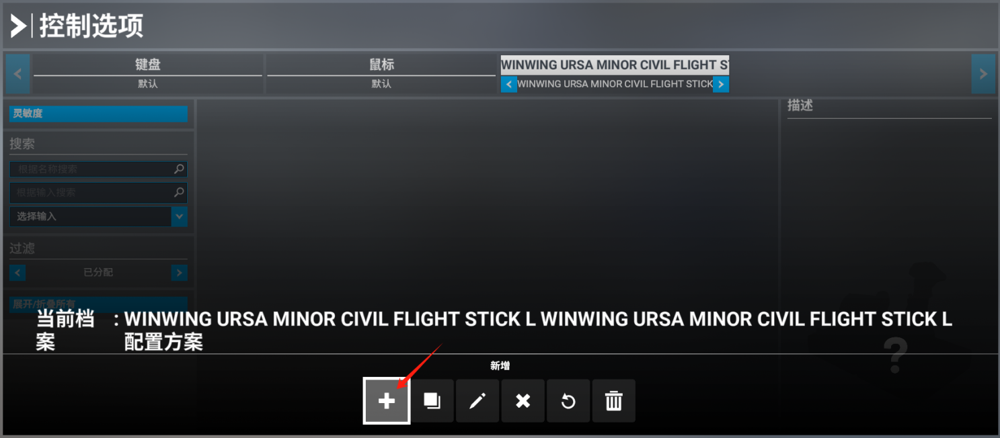 控制选项
键盘
默认
鼠标
默认
WINWING URSA MINOR CIVIL FLIGHT S
WINWING URSA MINOR CIVIL FLIGHT STICK
灵敏度
搜索
根据名称搜索
根据输入搜索
选择输入
过滤
已分配
展开/折叠所有
描述
当前档案
: WINWING URSA MINOR CIVIL FLIGHT STICK L WINWING URSA MINOR CIVIL FLIGHT STICK L
配置方案
?
新增